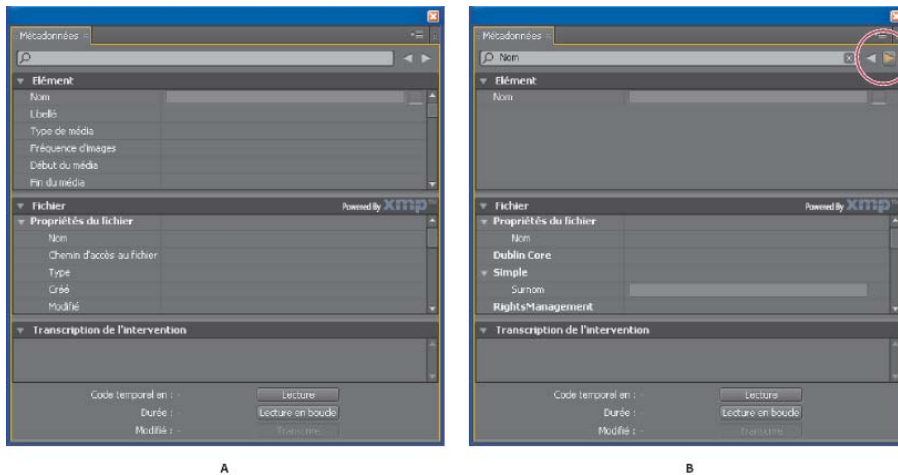 Métadonnées
Elément
Nom
Libellé
Type de média
Fréquence d'images
Début du média
Fin du média
Fichier
Powered By xmp
Propriétés du fichier
Nom
Chemin d'accès au fichier
Type
Créé
Modifié
Transcription de l'intervention
Code temporel en : -
Lecture
Durée : -
Lecture en boucle
Modifié : -
Transcrire
A
Métadonnées
Nom
Elément
Nom
Fichier
Powered By xmp
Propriétés du fichier
Nom
Dublin Core
Simple
Surnom
RightsManagement
Transcription de l'intervention
Code temporel en : -
Lecture
Durée : -
Lecture en boucle
Modifié : -
Transcrire
B